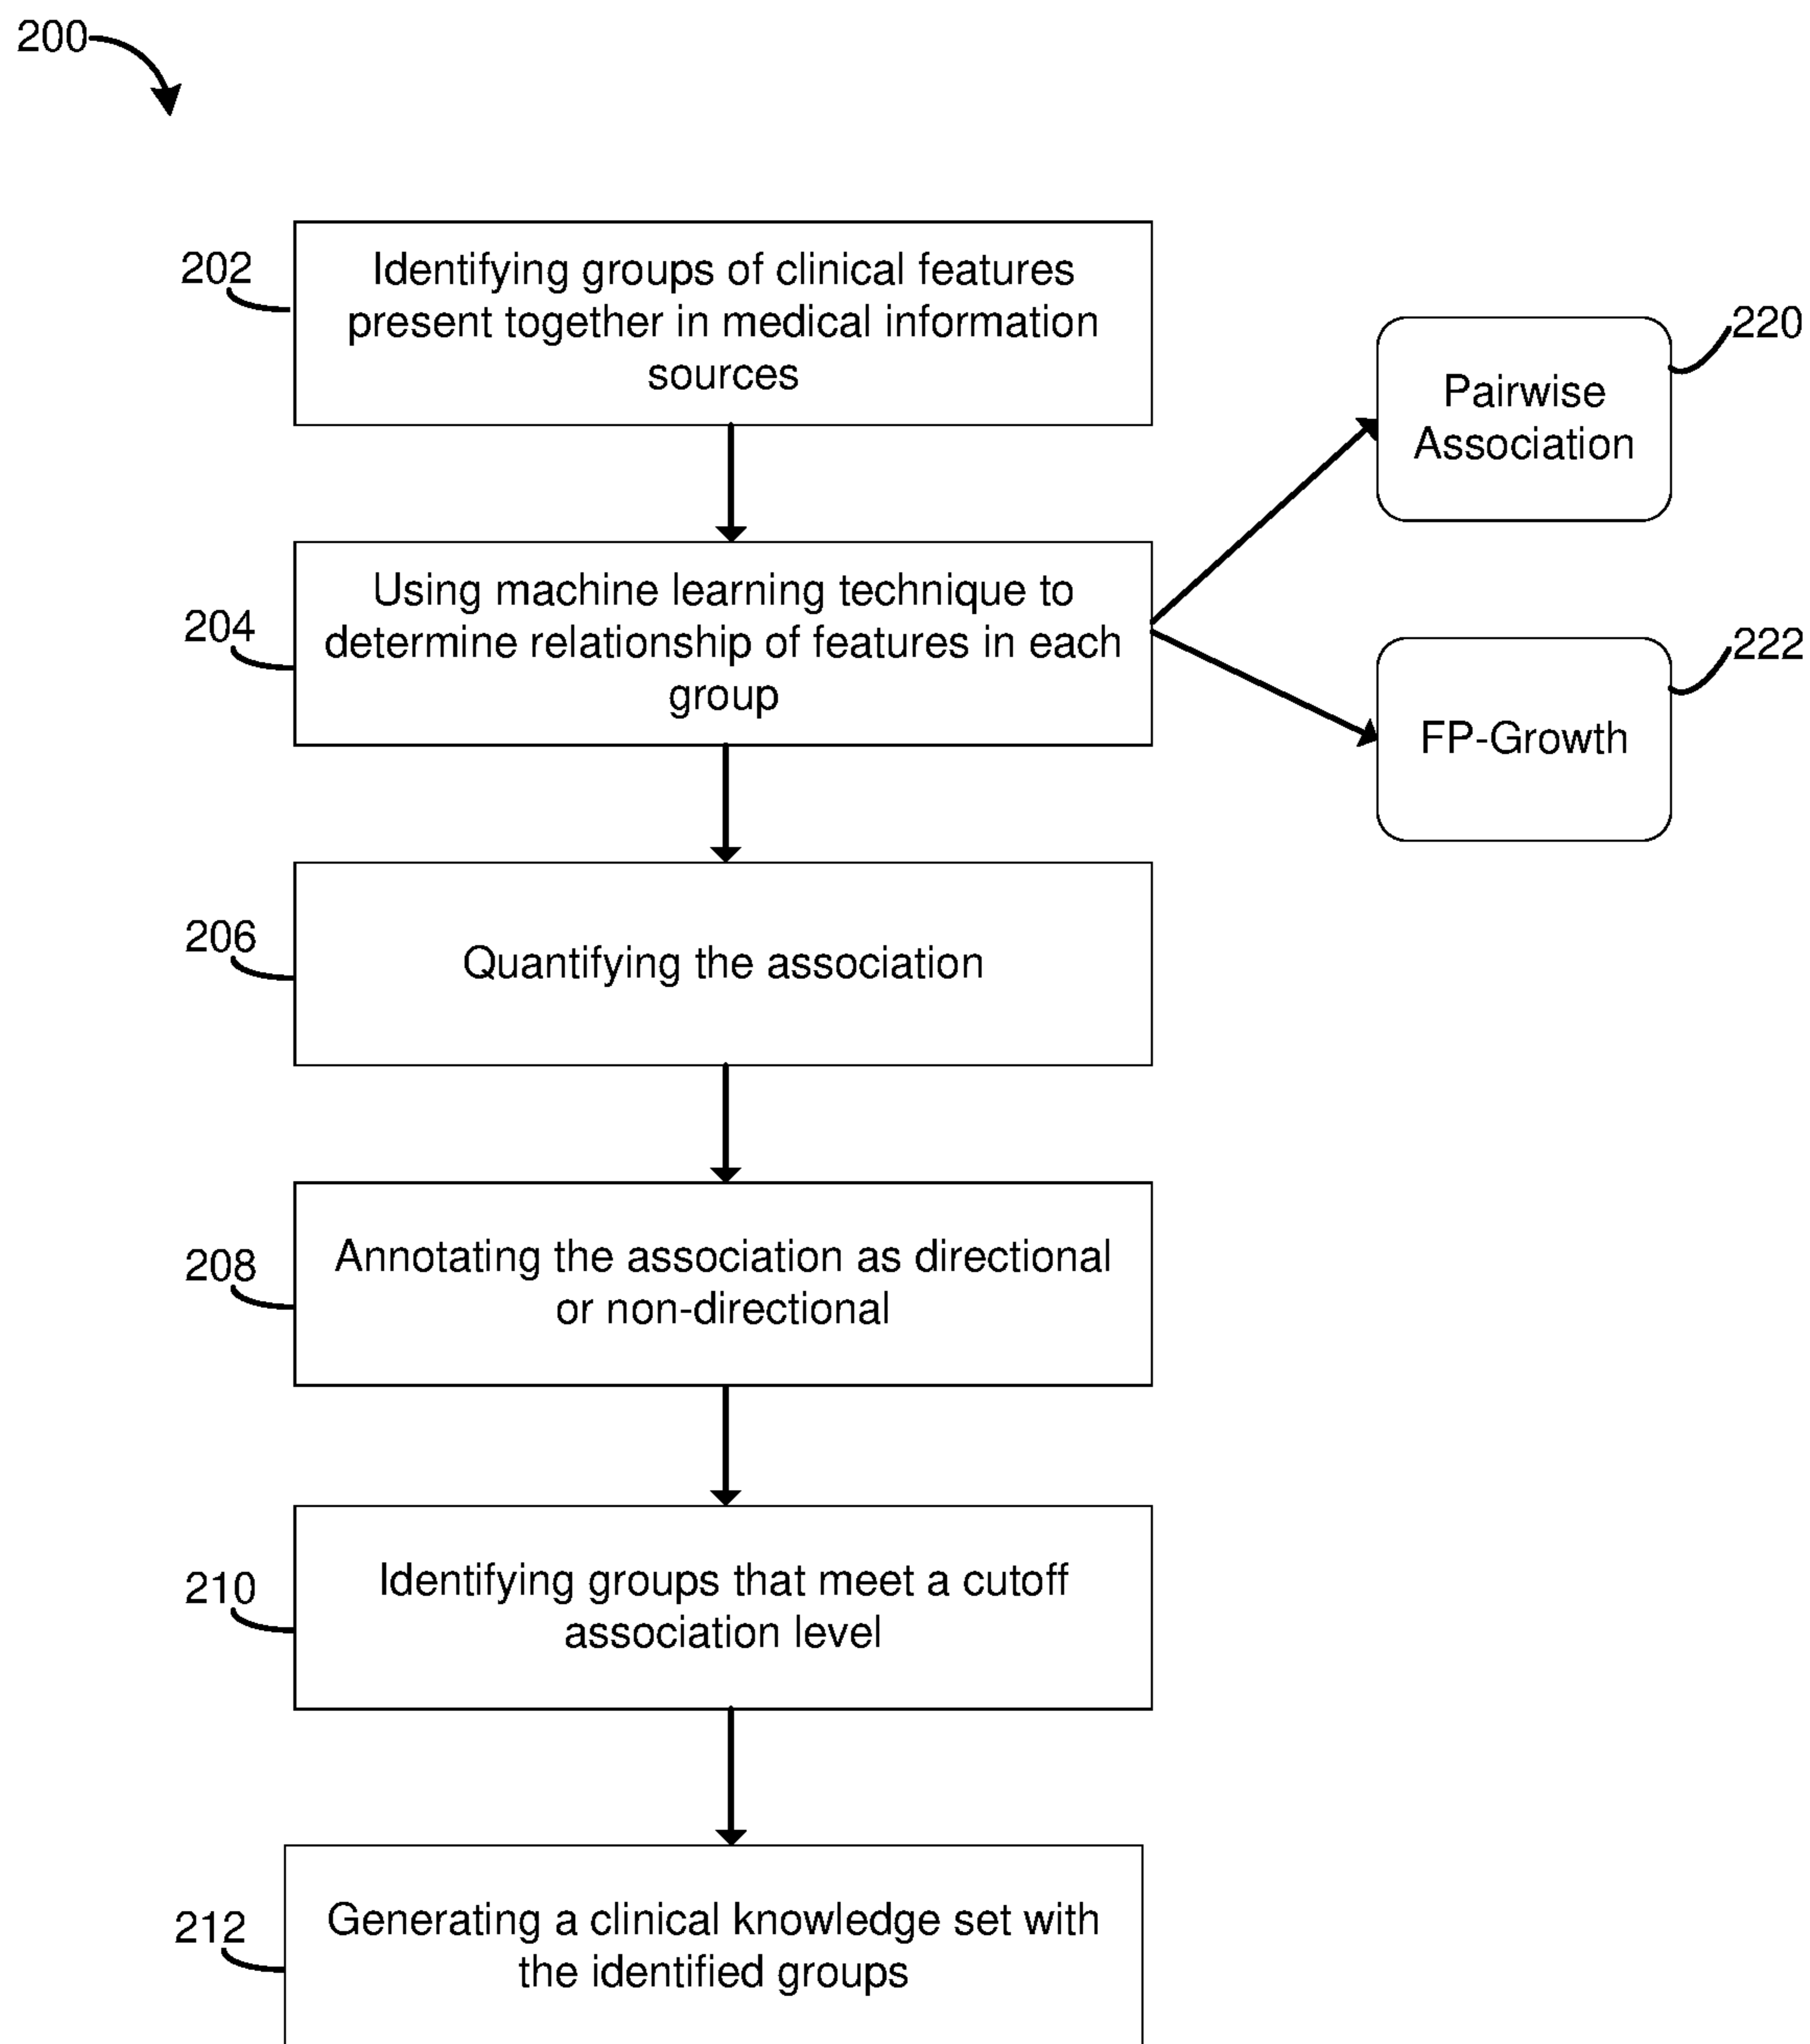 200
202
Identifying groups of clinical features
present together in medical information
sources
220
Pairwise
Association
204
Using machine learning technique to
determine relationship of features in each
group
222
FP-Growth
206
Quantifying the association
208
Annotating the association as directional
or non-directional
210
Identifying groups that meet a cutoff
association level
212
Generating a clinical knowledge set with
the identified groups